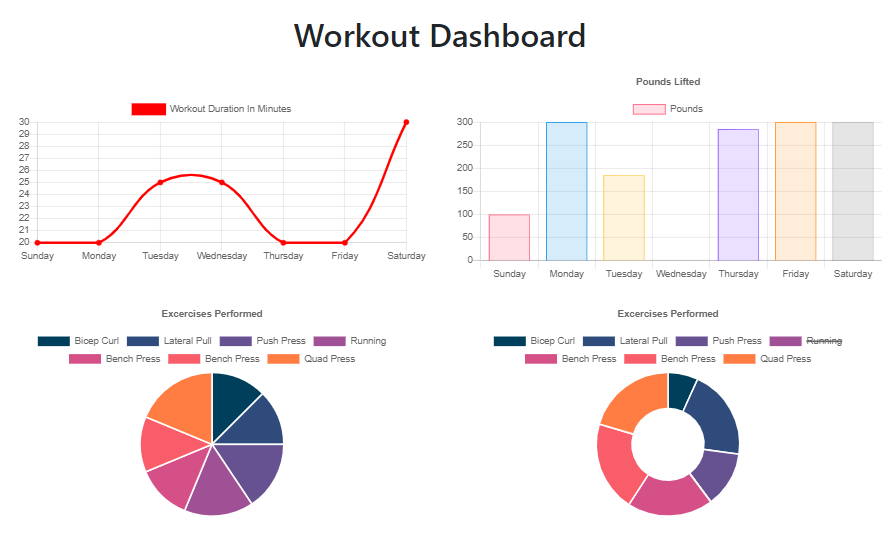 Workout Dashboard
Workout Duration In Minutes
30
29
28
27
26
25
24
23
22
21
20
Sunday Monday Tuesday Wednesday Thursday Friday Saturday
Pounds Lifted
Pounds
300
250
200
150
100
50
0
Sunday Monday Tuesday Wednesday Thursday Friday Saturday
Excercises Performed
Bicep Curl Lateral Pull Push Press Running
Bench Press Bench Press Quad Press
Excercises Performed
Bicep Curl Lateral Pull Push Press Running
Bench Press Bench Press Quad Press